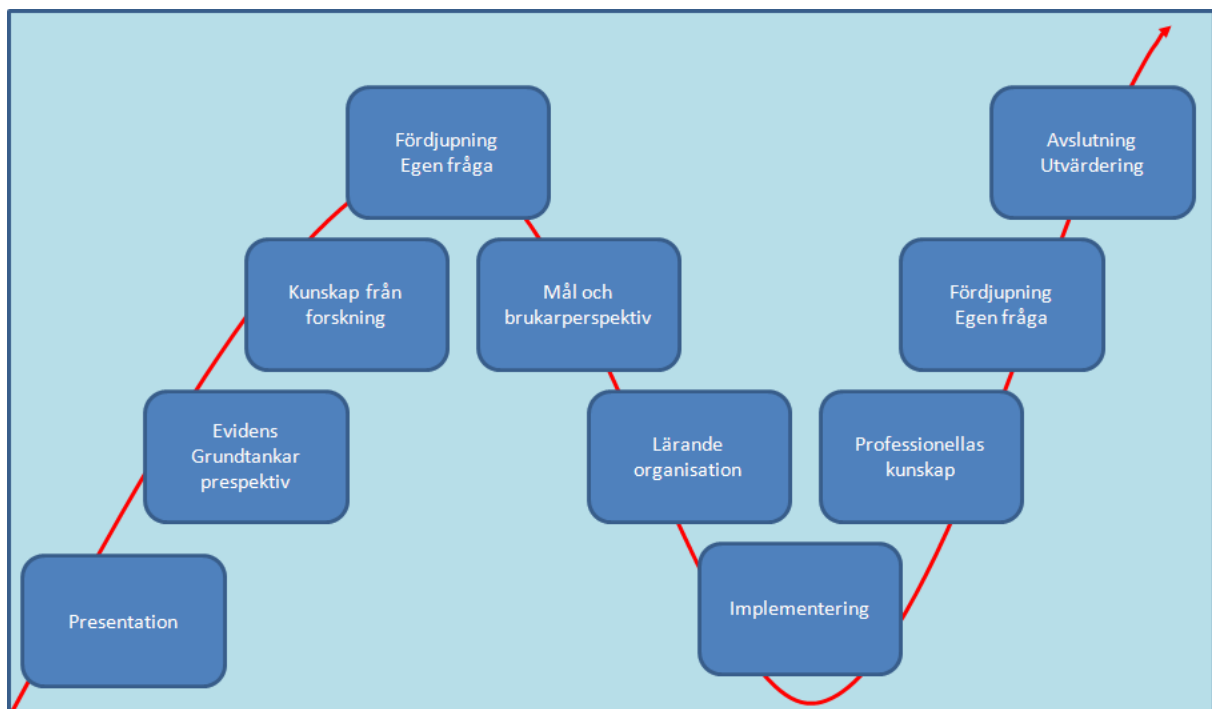 Presentation
Evidens
Grundtankar
prespektiv
Kunskap från
forskning
Fördjupning
Egen fråga
Mål och
brukarperspektiv
Lärande
organisation
Implementering
Professionellas
kunskap
Fördjupning
Egen fråga
Avslutning
Utvärdering